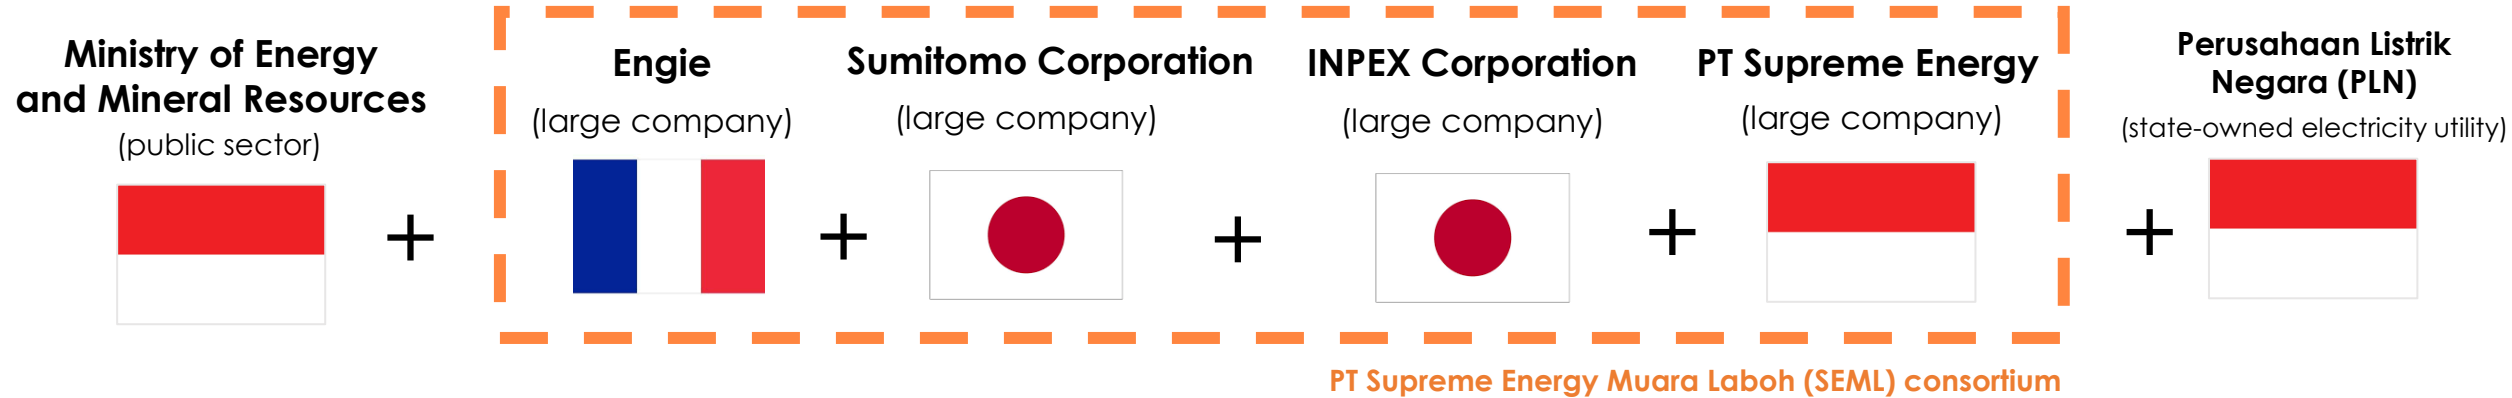 Ministry of Energy
and Mineral Resources
(public sector)
+
Engie
(large company)
+
Sumitomo Corporation
(large company)
+
INPEX Corporation
(large company)
+
PT Supreme Energy
(large company)
+
Perusahaan Listrik
Negara (PLN)
(state-owned electricity utility)
PT Supreme Energy Muara Laboh (SEML) consortium